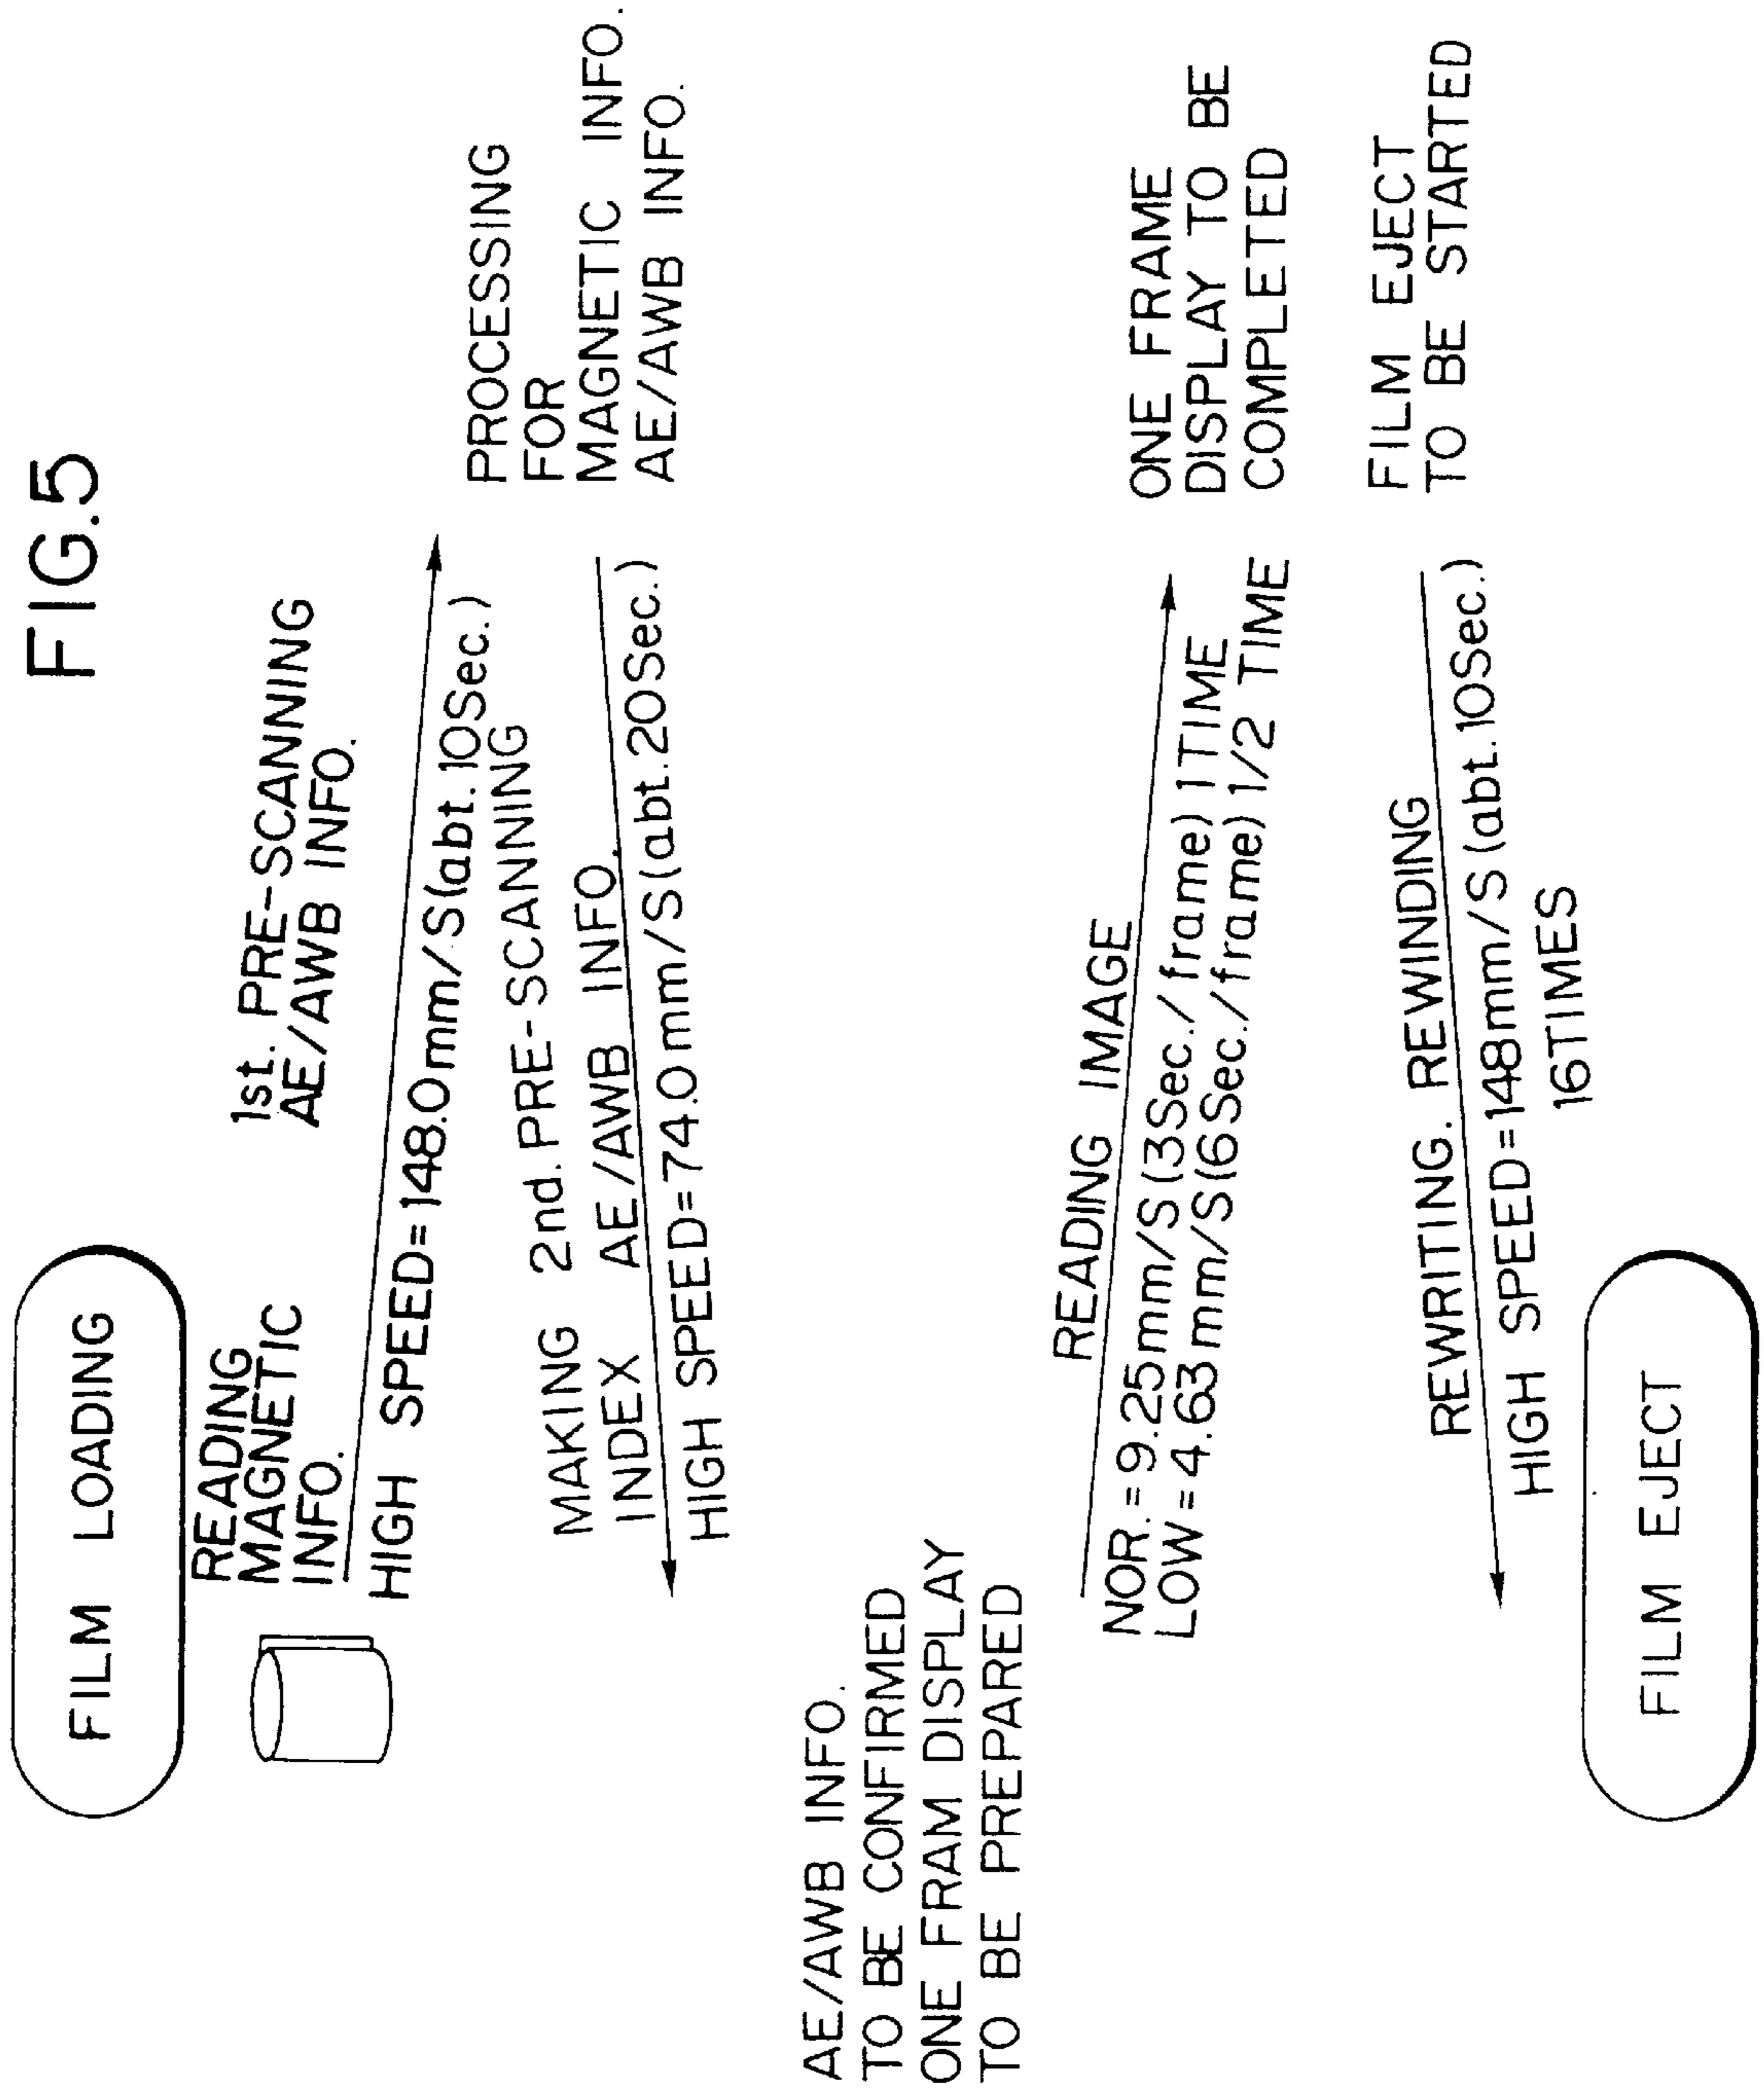 FIG.5
FILM LOADING
READING
MAGNETIC
INFO.
1st. PRE-SCANNING
AE/AWB INFO.
HIGH SPEED=148.0mm/S(abt.10Sec.)
PROCESSING
FOR
MAGNETIC INFO.
AE/AWB INFO.
MAKING 2nd.PRE-SCANNING
INDEX AE/AWB INFO.
HIGH SPEED=74.0mm/S(abt.20Sec.)
AE/AWB INFO.
TO BE CONFIRMED
ONE FRAM DISPLAY
TO BE PREPARED
READING IMAGE
NOR.=9.25mm/S(3Sec./frame) 1TIME
LOW=4.63mm/S(6Sec./frame) 1/2 TIME
ONE FRAME
DISPLAY TO BE
COMPLETED
FILM EJECT
TO BE STARTED
REWRITING. REWINDING
HIGH SPEED=148mm/S(abt.10Sec.)
16TIMES
FILM EJECT